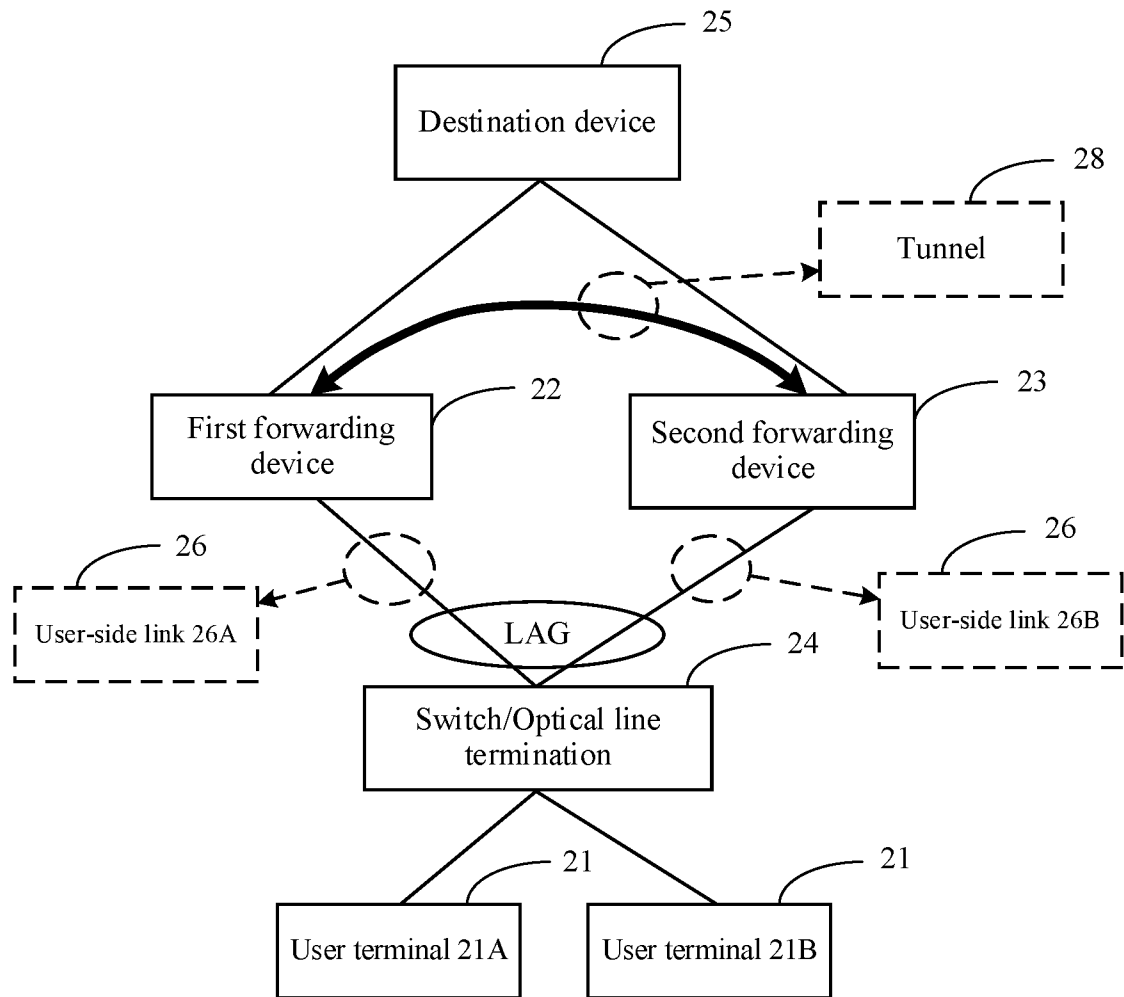 25
Destination device
28
Tunnel
22
First forwarding
device
23
Second forwarding
device
26
User-side link 26A
26
User-side link 26B
LAG
24
Switch/Optical line
termination
21
User terminal 21A
21
User terminal 21B